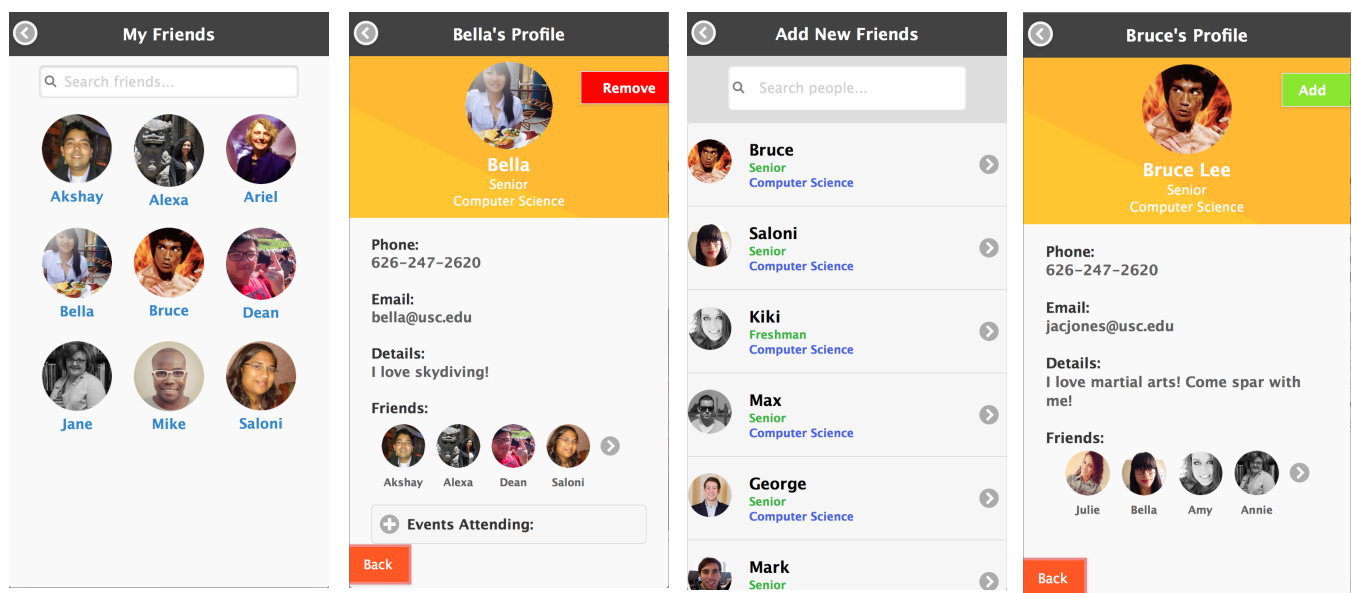 My Friends
Search friends...
Akshay
Alexa
Ariel
Bella
Bruce
Dean
Jane
Mike
Saloni
Bella's Profile
Remove
Bella
Senior
Computer Science
Phone:
626-247-2620
Email:
bella@usc.edu
Details:
I love skydiving!
Friends:
Akshay
Alexa
Dean
Saloni
Events Attending:
Back
Add New Friends
Search people...
Bruce
Senior
Computer Science
Saloni
Senior
Computer Science
Kiki
Freshman
Computer Science
Max
Senior
Computer Science
George
Senior
Computer Science
Mark
Senior
Bruce's Profile
Add
Bruce Lee
Senior
Computer Science
Phone:
626-247-2620
Email:
jacjones@usc.edu
Details:
I love martial arts! Come spar with
me!
Friends:
Julie
Bella
Amy
Annie
Back